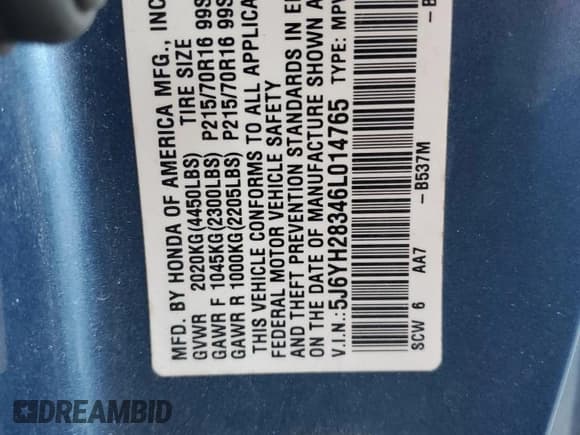 MFD. BY HONDA OF AMERICA MFG., INC
GVWR 2020KG(4450LBS) TIRE SIZE
GAWR F 1045KG(2300LBS) P215/70R16 99S
GAWR R 1000KG(2205LBS) P215/70R16 99S
THIS VEHICLE CONFORMS TO ALL APPLICA
FEDERAL MOTOR VEHICLE SAFETY
AND THEFT PREVENTION STANDARDS IN E
ON THE DATE OF MANUFACTURE SHOWN A
V.I.N.: 5J6YH28346L014765 TYPE: MPV
SCW 6 AA7 -B537M -B
DREAMBID